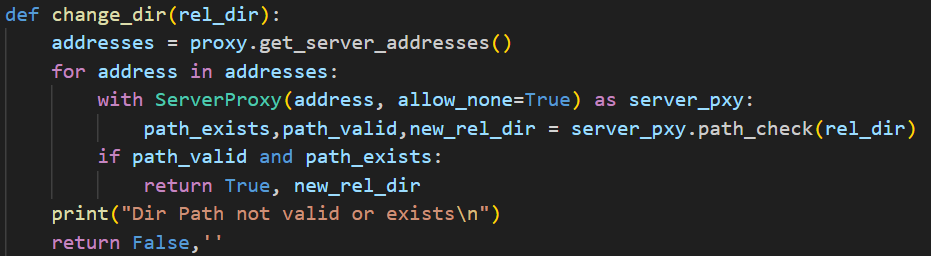 def change_dir(rel_dir):
    addresses = proxy.get_server_addresses()
    for address in addresses:
        with ServerProxy(address, allow_none=True) as server_pxy:
            path_exists,path_valid,new_rel_dir = server_pxy.path_check(rel_dir)
        if path_valid and path_exists:
            return True, new_rel_dir
    print("Dir Path not valid or exists\n")
    return False,''